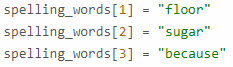 spelling_words[1] = "floor"
spelling_words[2] = "sugar"
spelling_words[3] = "because"